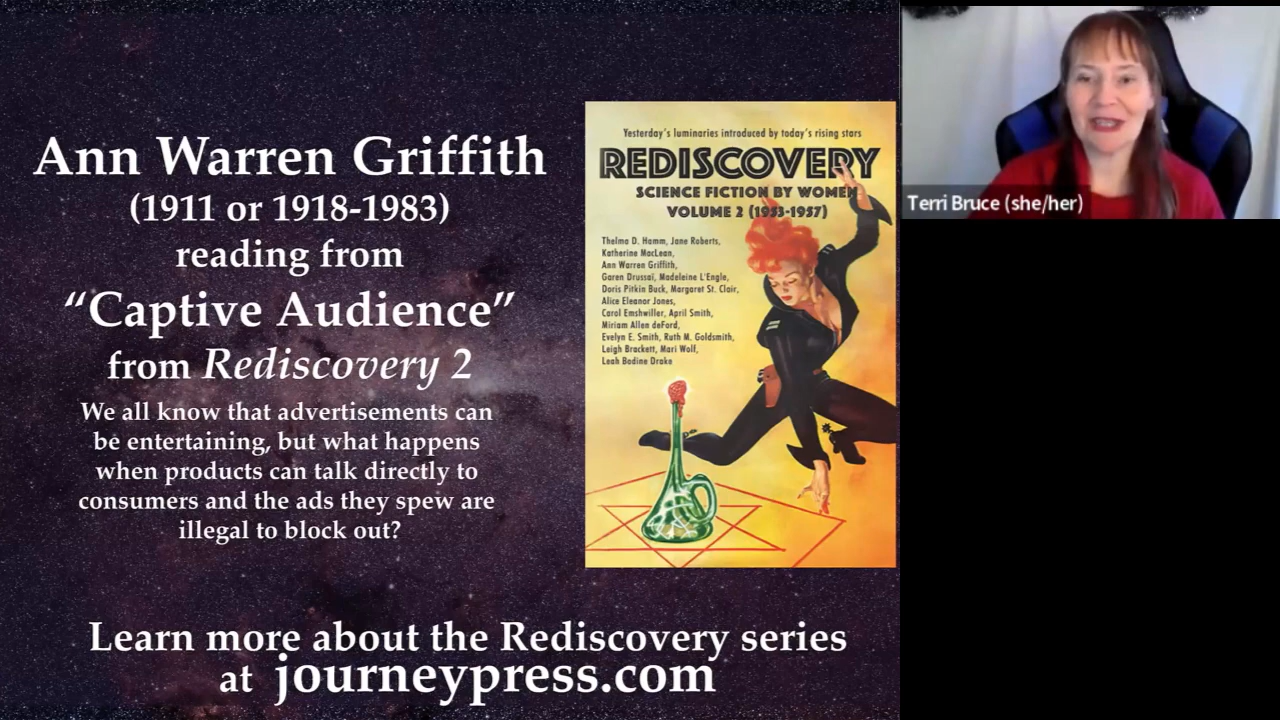 Ann Warren Griffith
(1911 or 1918-1983)
reading from
“Captive Audience”
from Rediscovery 2
We all know that advertisements can
be entertaining, but what happens
when products can talk directly to
consumers and the ads they spew are
illegal to block out?
Learn more about the Rediscovery series
at journeypress.com
Yesterday's luminaries introduced by today's rising stars
REDISCOVERY
SCIENCE FICTION BY WOMEN
VOLUME 2 (1953-1957)
Thelma D. Hamm, Jane Roberts,
Katherine MacLean,
Ann Warren Griffith,
Garen Drussaï, Madeleine L'Engle,
Doris Pitkin Buck, Margaret St. Clair,
Alice Eleanor Jones,
Carol Emshwiller, April Smith,
Miriam Allen deFord,
Evelyn E. Smith, Ruth M. Goldsmith,
Leigh Brackett, Mari Wolf,
Leah Bodine Drake
Terri Bruce (she/her)